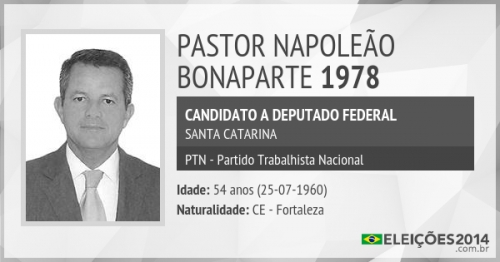 PASTOR NAPOLEÃO
BONAPARTE 1978
CANDIDATO A DEPUTADO FEDERAL
SANTA CATARINA
PTN - Partido Trabalhista Nacional
Idade: 54 anos (25-07-1960)
Naturalidade: CE - Fortaleza
ELEIÇÕES2014
.com.br